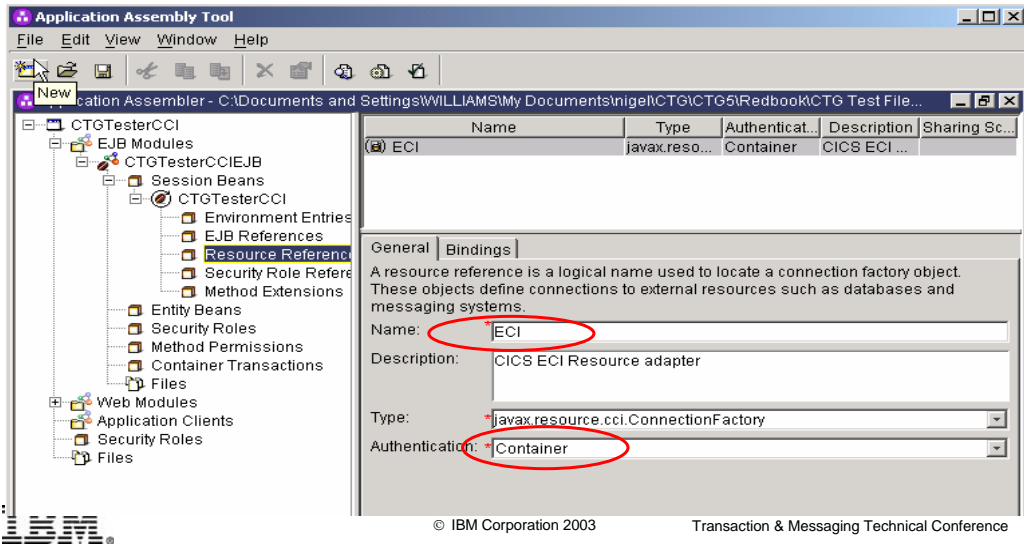 Application Assembly Tool
File Edit View Window Help
New
cation Assembler - C:\Documents and Settings\WILLIAMS\My Documents\nigel\CTG\CTG5\Redbook\CTG Test File...
CTGTesterCCI
EJB Modules
CTGTesterCCIEJB
Session Beans
CTGTesterCCI
Environment Entries
EJB References
Resource Referenc
Security Role Refere
Method Extensions
Entity Beans
Security Roles
Method Permissions
Container Transactions
Files
Web Modules
Application Clients
Security Roles
Files
Name Type Authenticat... Description Sharing Sc...
ECI javax.reso... Container CICS ECI ...
General Bindings
A resource reference is a logical name used to locate a connection factory object.
These objects define connections to external resources such as databases and
messaging systems.
Name: *ECI
Description: CICS ECI Resource adapter
Type: *javax.resource.cci.ConnectionFactory
Authentication: *Container
IBM
© IBM Corporation 2003 Transaction & Messaging Technical Conference